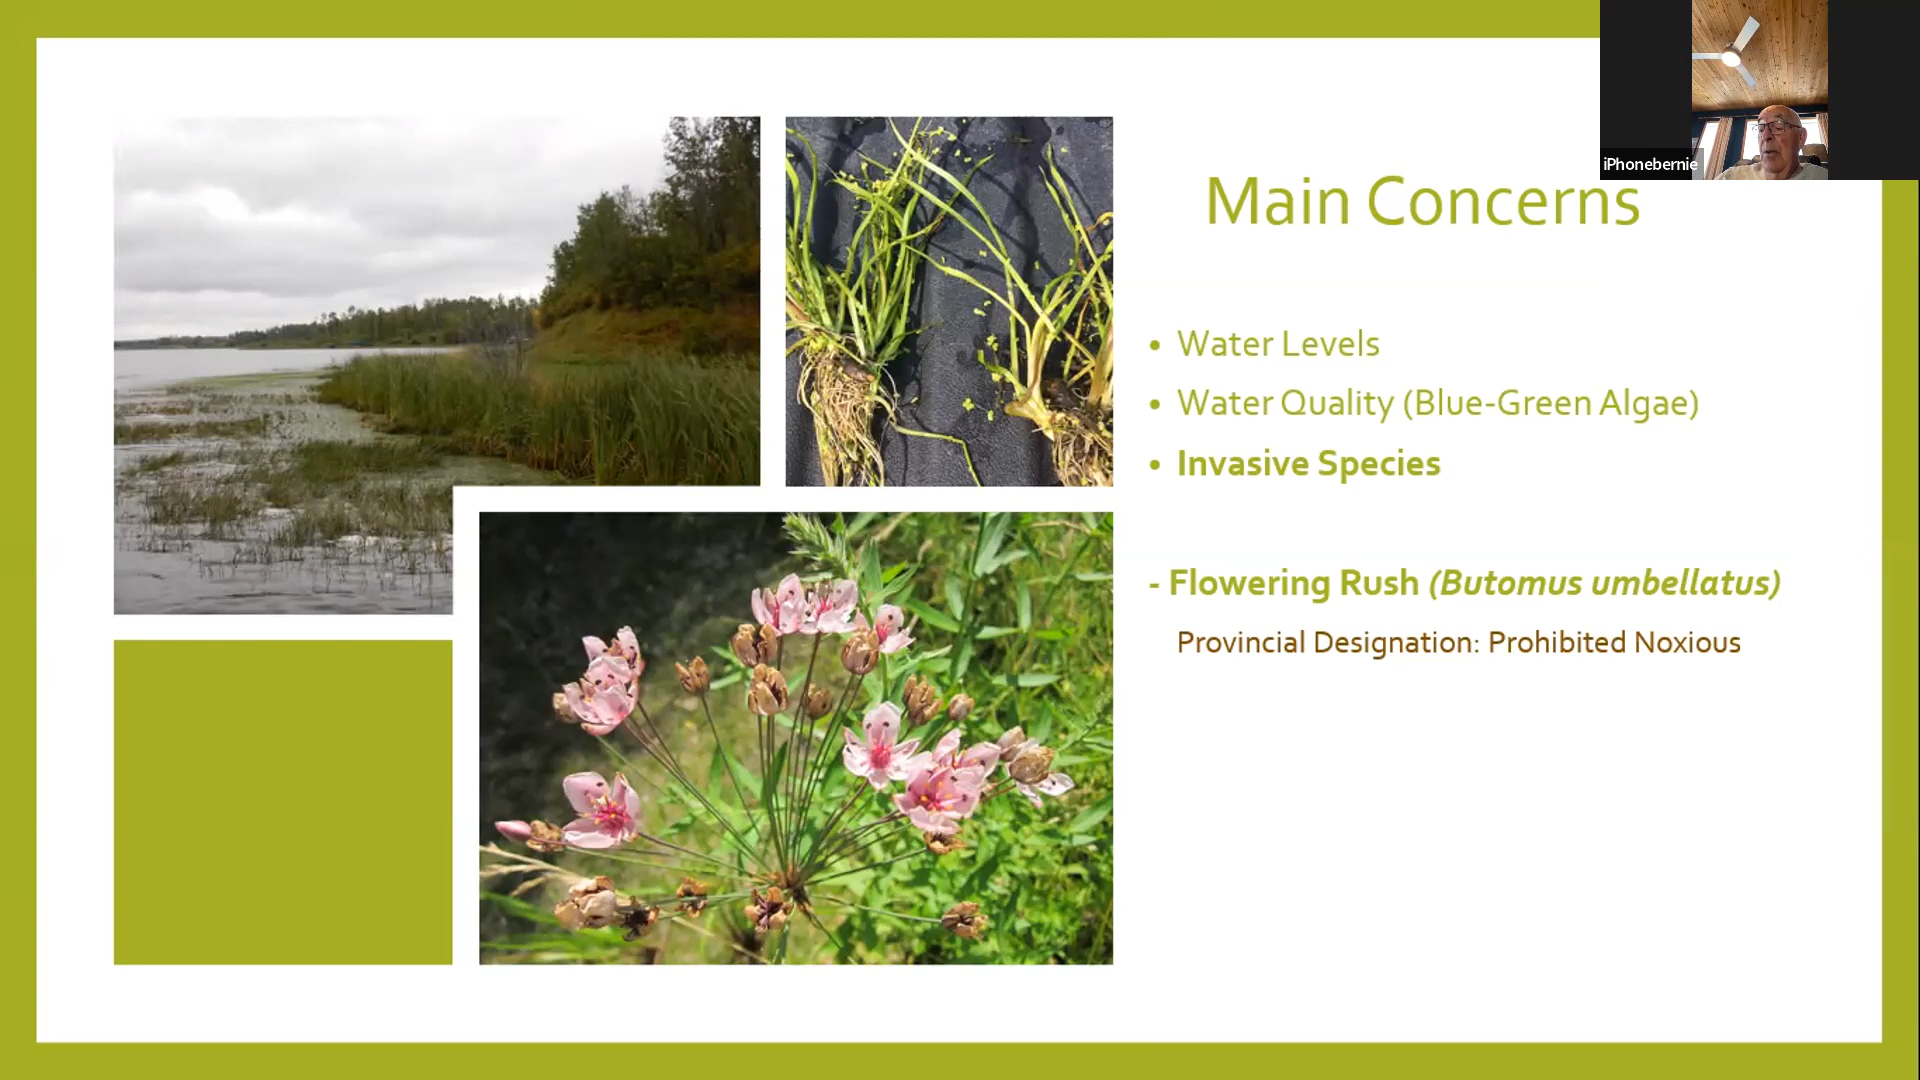 iPhonebernie
Main Concerns
• Water Levels
• Water Quality (Blue-Green Algae)
• Invasive Species
- Flowering Rush (Butomus umbellatus)
Provincial Designation: Prohibited Noxious